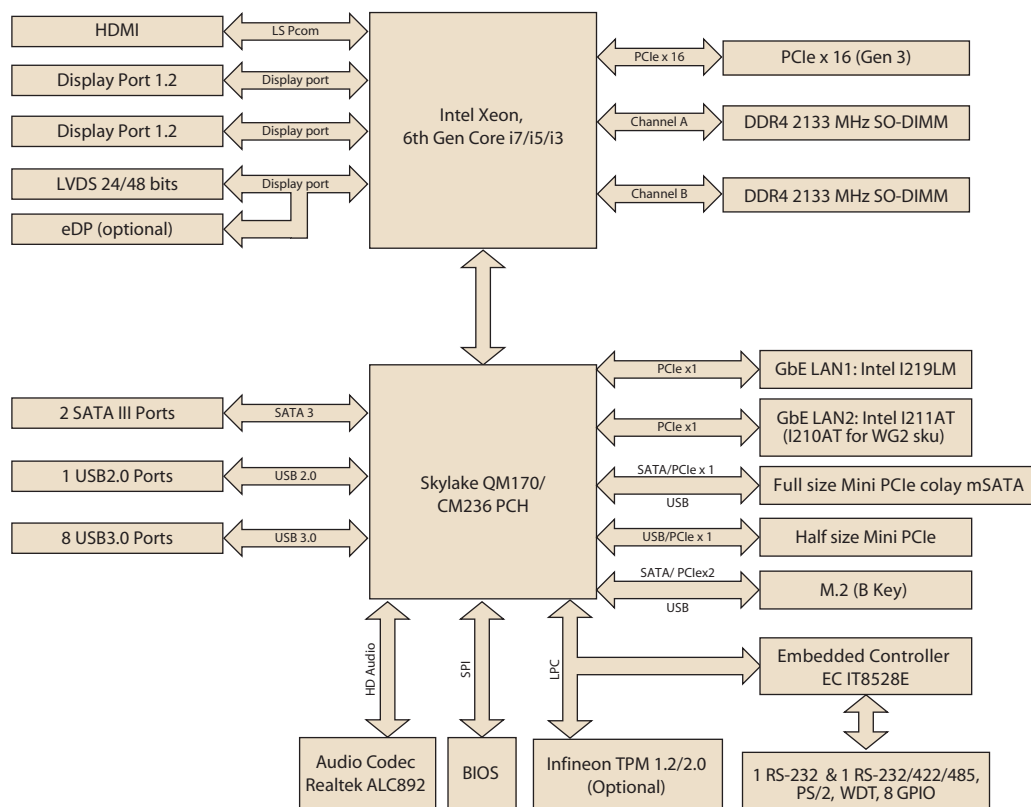 HDMI
LS Pcom
Display Port 1.2
Display port
Display Port 1.2
Display port
LVDS 24/48 bits
Display port
eDP (optional)
Intel Xeon,
6th Gen Core i7/i5/i3
PCIe x 16
PCIe x 16 (Gen 3)
Channel A
DDR4 2133 MHz SO-DIMM
Channel B
DDR4 2133 MHz SO-DIMM
2 SATA III Ports
SATA 3
1 USB2.0 Ports
USB 2.0
8 USB3.0 Ports
USB 3.0
Skylake QM170/
CM236 PCH
PCIe x1
GbE LAN1: Intel I219LM
PCIe x1
GbE LAN2: Intel I211AT
(I210AT for WG2 sku)
SATA/PCIe x 1
USB
Full size Mini PCIe colay mSATA
USB/PCIe x 1
Half size Mini PCIe
SATA/ PCIex2
USB
M.2 (B Key)
HD Audio
SPI
LPC
Embedded Controller
EC IT8528E
Audio Codec
Realtek ALC892
BIOS
Infineon TPM 1.2/2.0
(Optional)
1 RS-232 & 1 RS-232/422/485,
PS/2, WDT, 8 GPIO